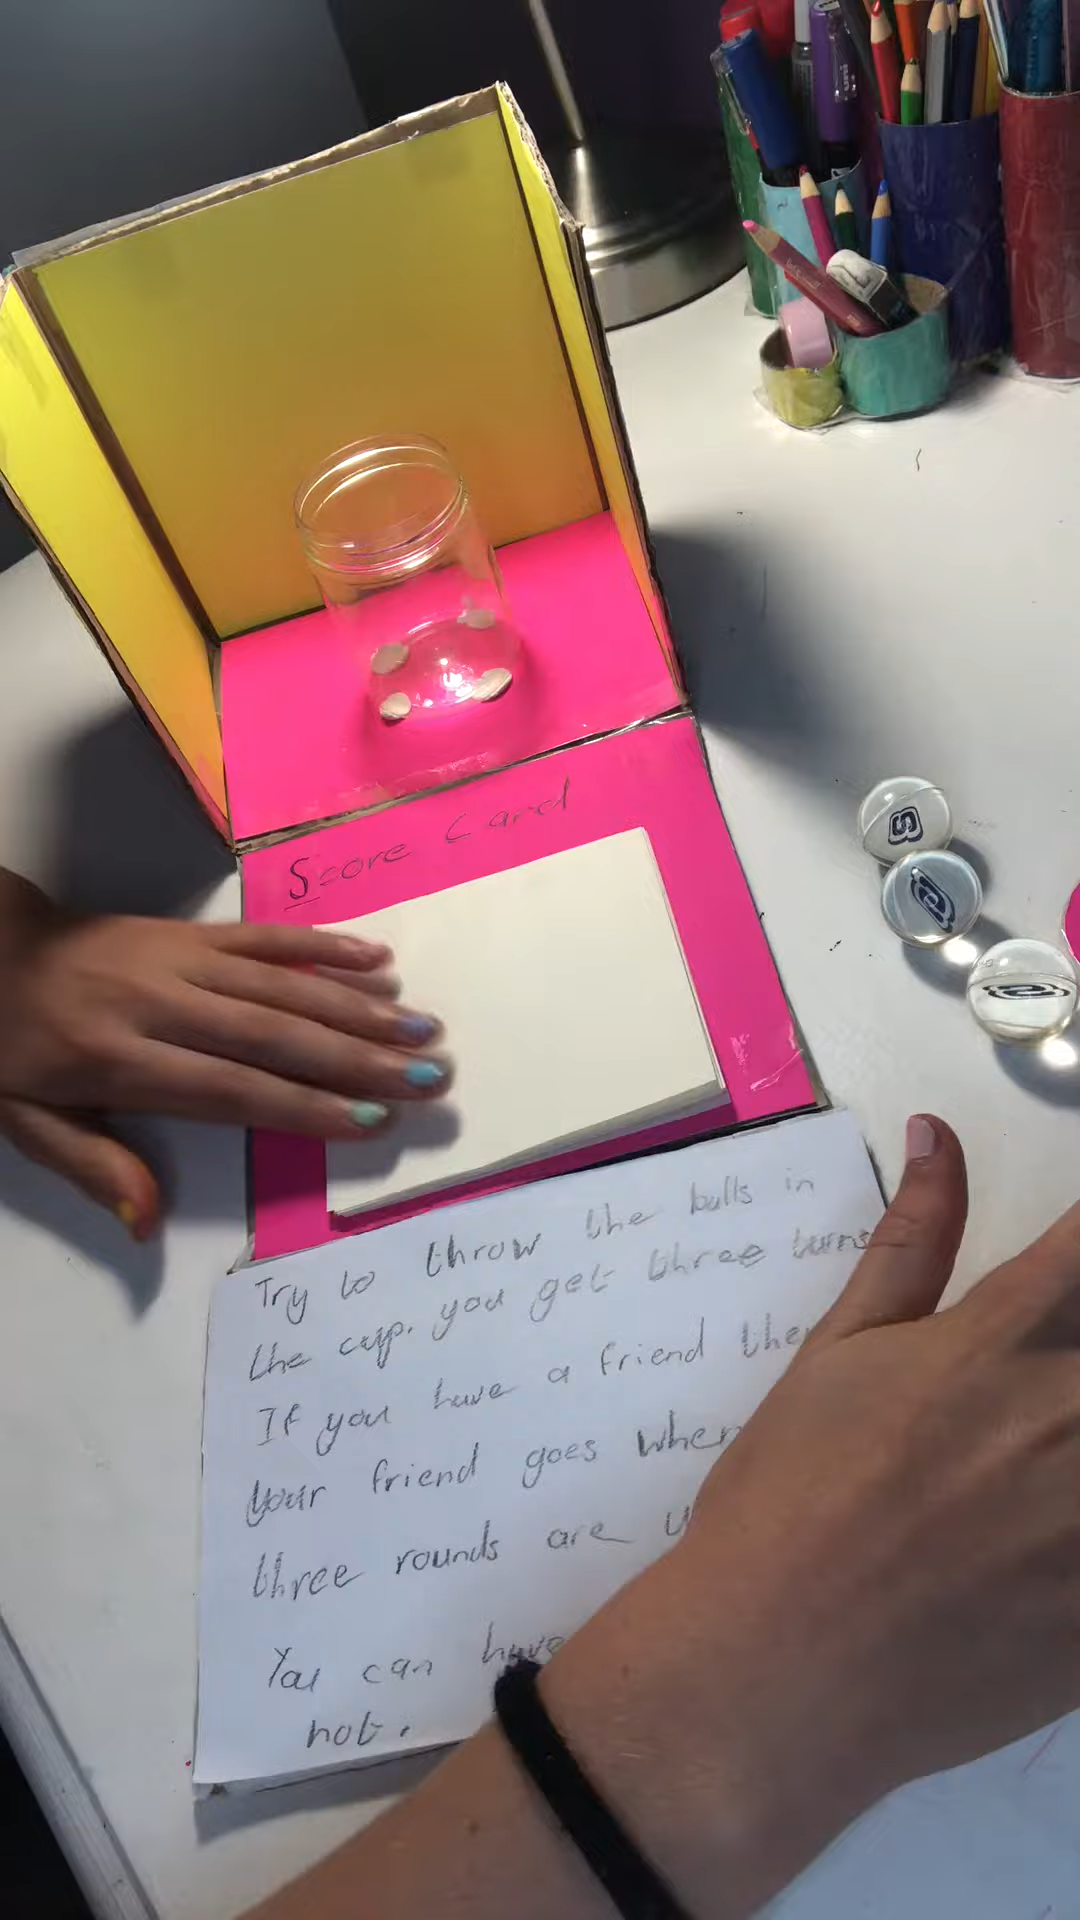 Score Card
Try to throw the balls in
the cup. you get three turns
If you have a friend then
your friend goes when
three rounds are
You can have
not.